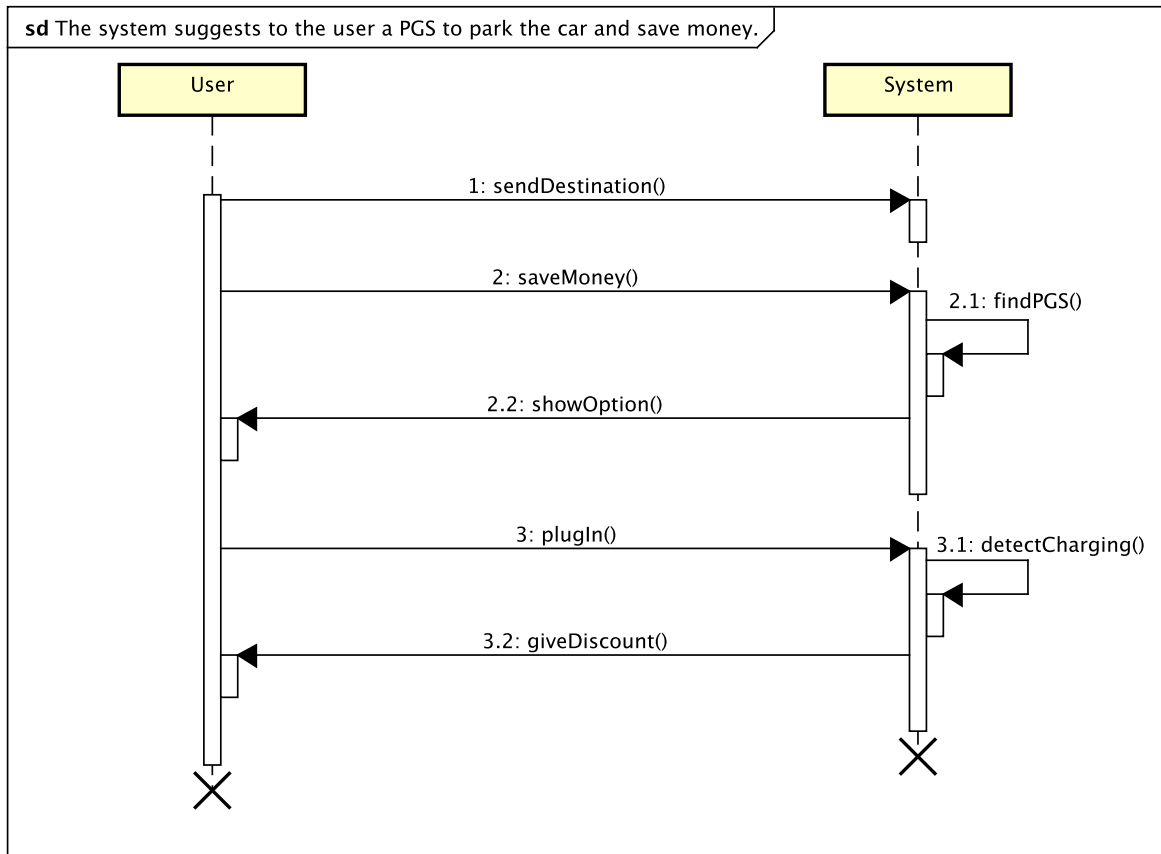 sd The system suggests to the user a PGS to park the car and save money.
User
System
1: sendDestination()
2: saveMoney()
2.1: findPGS()
2.2: showOption()
3: plugIn()
3.1: detectCharging()
3.2: giveDiscount()